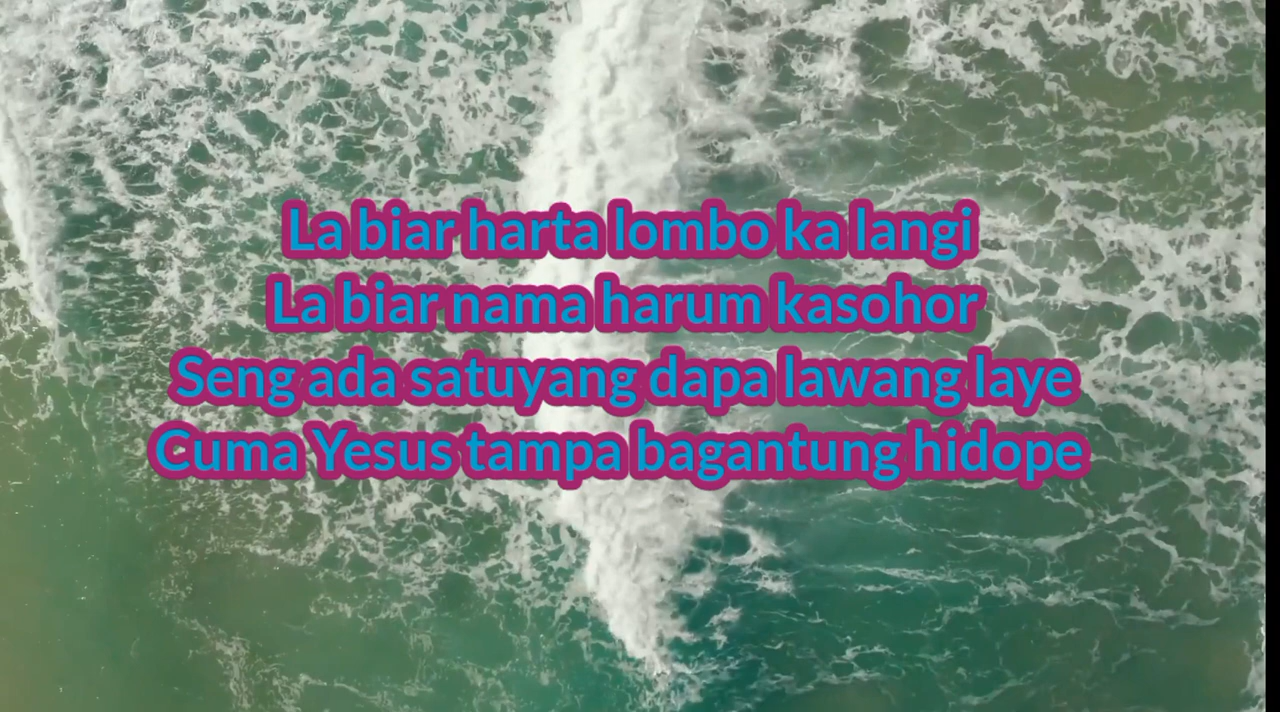 La biar harta lombo ka langi
La biar nama harum kasohor
Seng ada satuyang dapa lawang laye
Cuma Yesus tampa bagantung hidope